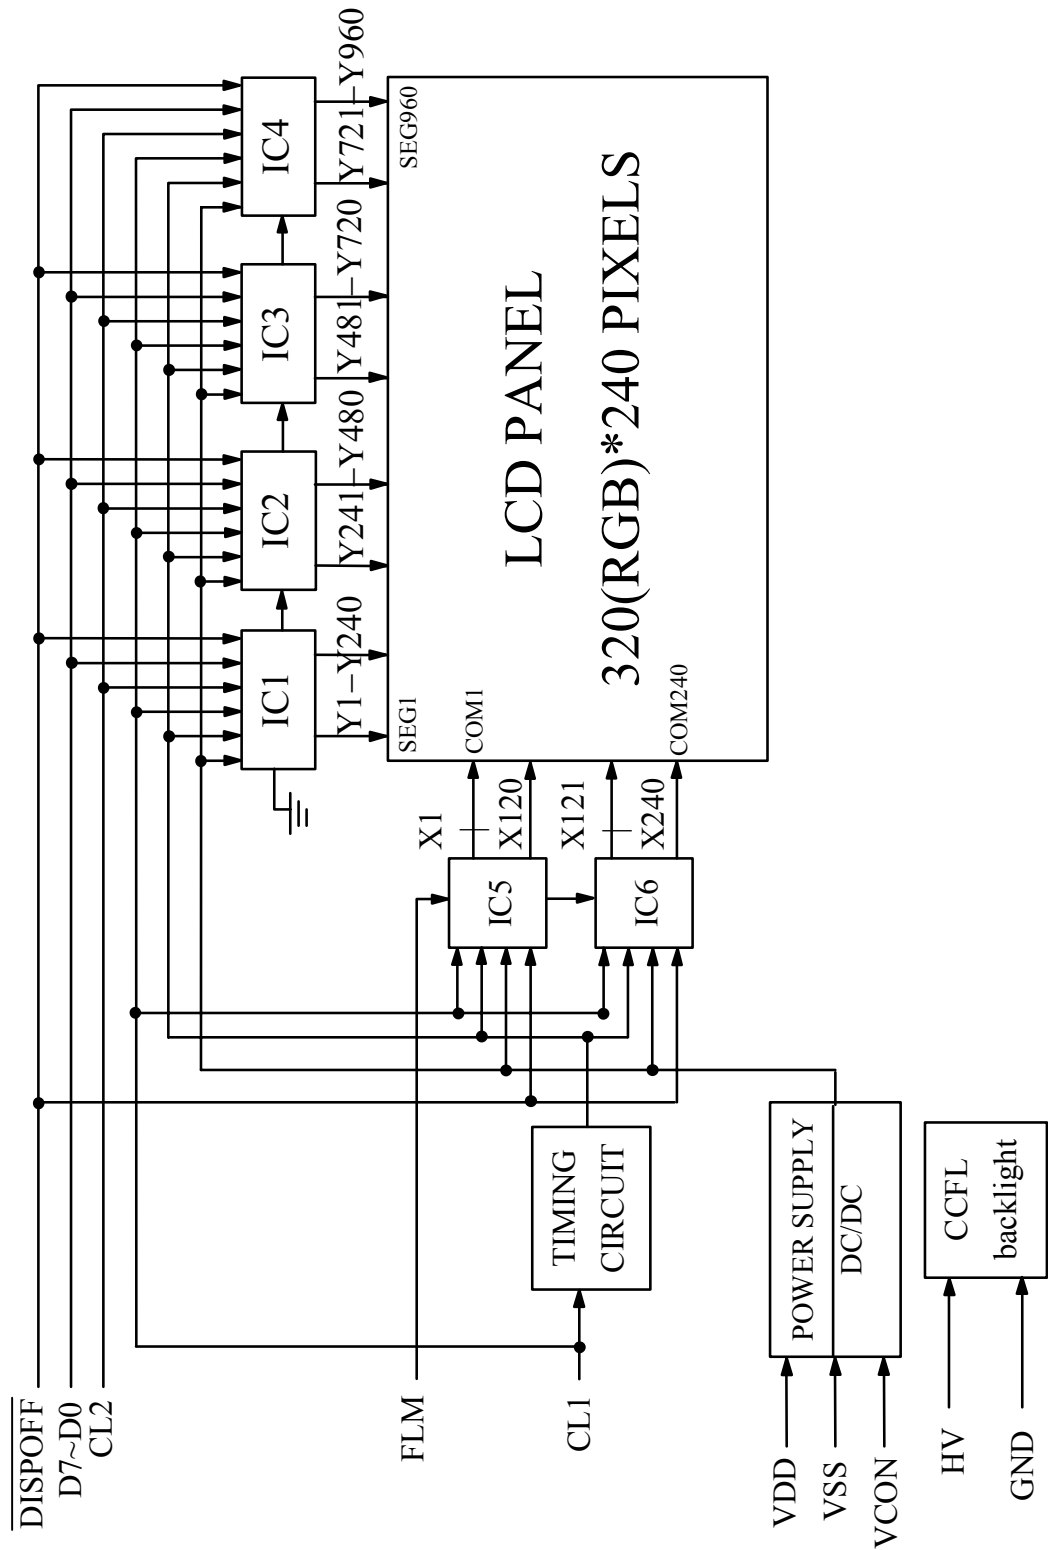 DISPOFF
D7~D0
CL2
FLM
CL1
VDD
VSS
VCON
HV
GND
TIMING
CIRCUIT
POWER SUPPLY
DC/DC
CCFL
backlight
IC1
IC2
IC3
IC4
Y1–Y240
Y241–Y480
Y481–Y720
Y721–Y960
IC5
IC6
X1
X120
X121
X240
SEG1
SEG960
COM1
COM240
LCD PANEL
320(RGB)*240 PIXELS